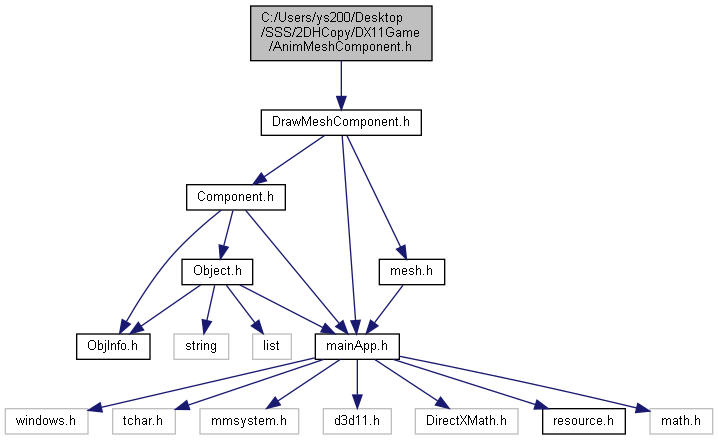 C:/Users/ys200/Desktop
/SSS/2DHCopy/DX11Game
/AnimMeshComponent.h
DrawMeshComponent.h
Component.h
Object.h
mesh.h
ObjInfo.h
string
list
mainApp.h
windows.h
tchar.h
mmsystem.h
d3d11.h
DirectXMath.h
resource.h
math.h